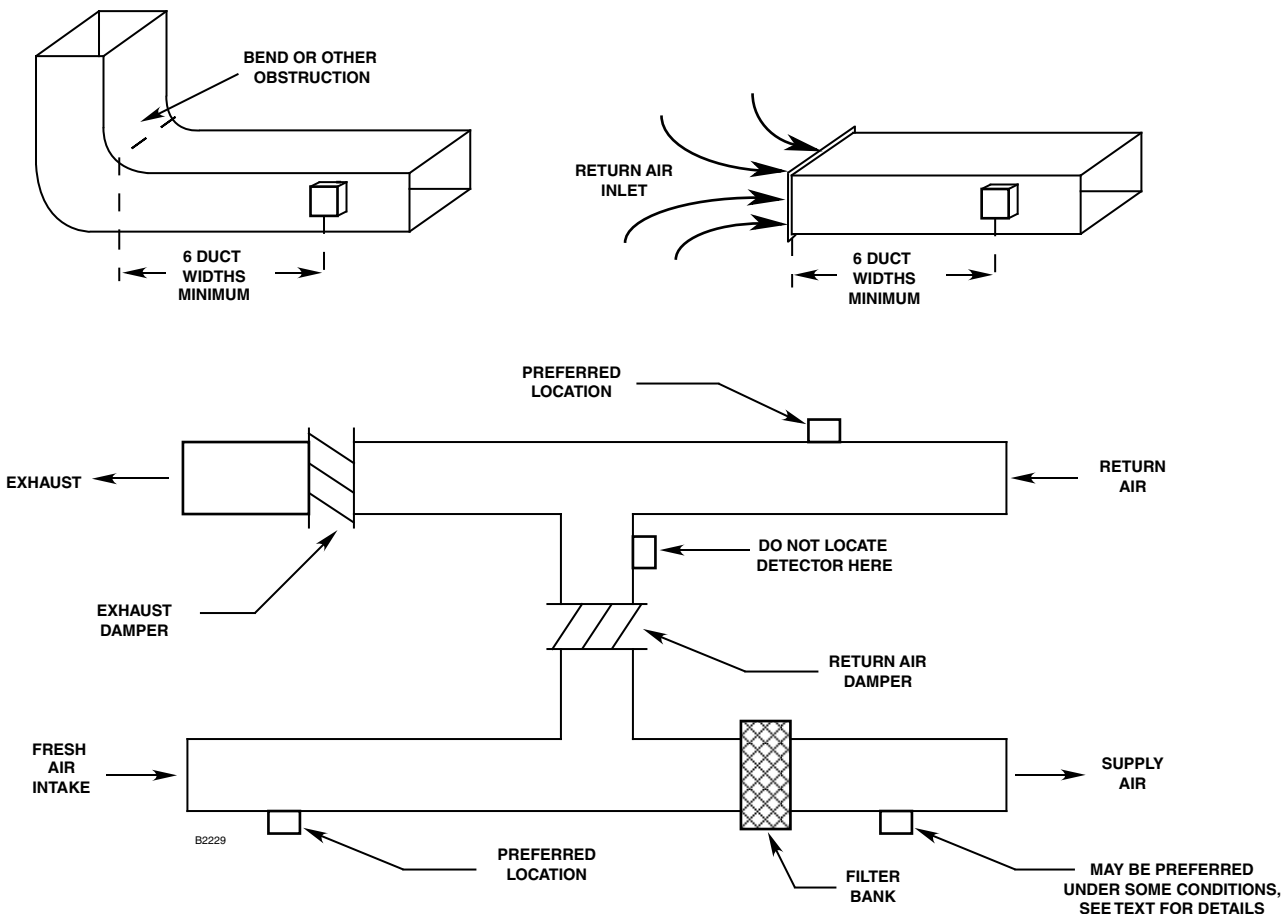 BEND OR OTHER
OBSTRUCTION
6 DUCT
WIDTHS
MINIMUM
RETURN AIR
INLET
6 DUCT
WIDTHS
MINIMUM
PREFERRED
LOCATION
EXHAUST
RETURN
AIR
DO NOT LOCATE
DETECTOR HERE
EXHAUST
DAMPER
RETURN AIR
DAMPER
FRESH
AIR
INTAKE
SUPPLY
AIR
B2229
PREFERRED
LOCATION
FILTER
BANK
MAY BE PREFERRED
UNDER SOME CONDITIONS,
SEE TEXT FOR DETAILS